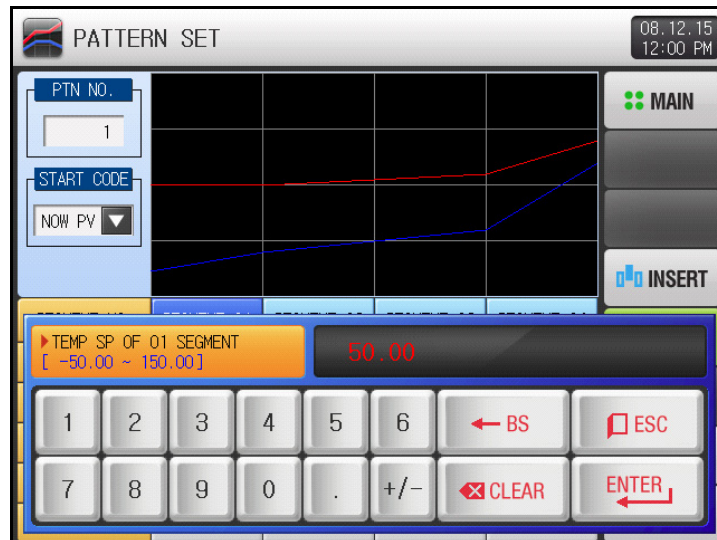 PATTERN SET
08.12.15
12:00 PM
PTN NO.
1
START CODE
NOW PV
MAIN
INSERT
TEMP SP OF 01 SEGMENT
[ -50.00 ~ 150.00]
50.00
1 2 3 4 5 6 BS ESC
7 8 9 0 . +/- CLEAR ENTER